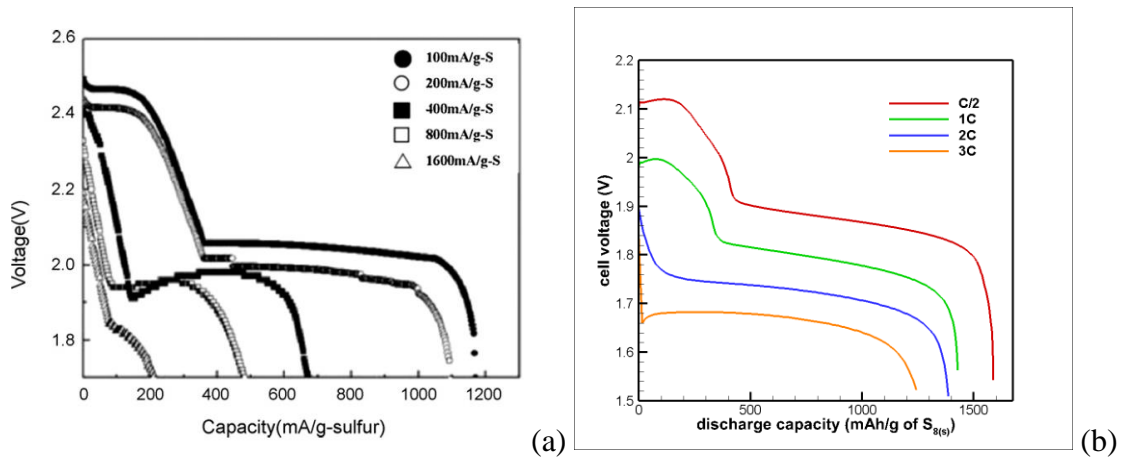 2.6
2.4
2.2
2.0
1.8
0
200
400
600
800
1000
1200
Voltage(V)
Capacity(mA/g-sulfur)
100mA/g-S
200mA/g-S
400mA/g-S
800mA/g-S
1600mA/g-S
(a)
2.2
2.1
2
1.9
1.8
1.7
1.6
1.5
0
500
1000
1500
cell voltage (V)
discharge capacity (mAh/g of S8(s))
C/2
1C
2C
3C
(b)